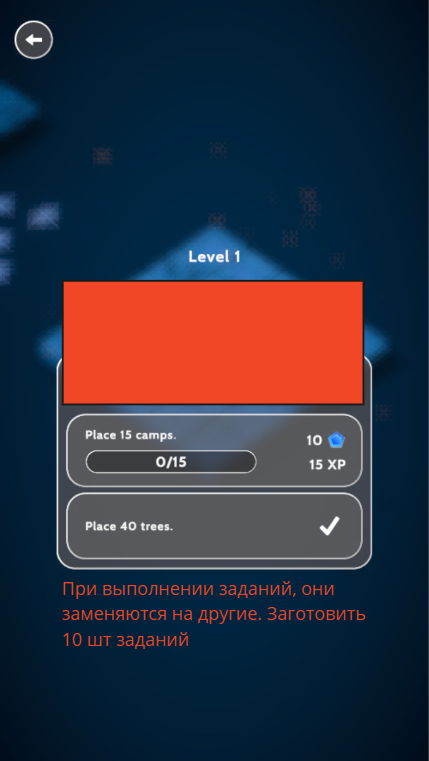 Level 1
Place 15 camps.
10
0/15
15 XP
Place 40 trees.
При выполнении заданий, они
заменяются на другие. Заготовить
10 шт заданий